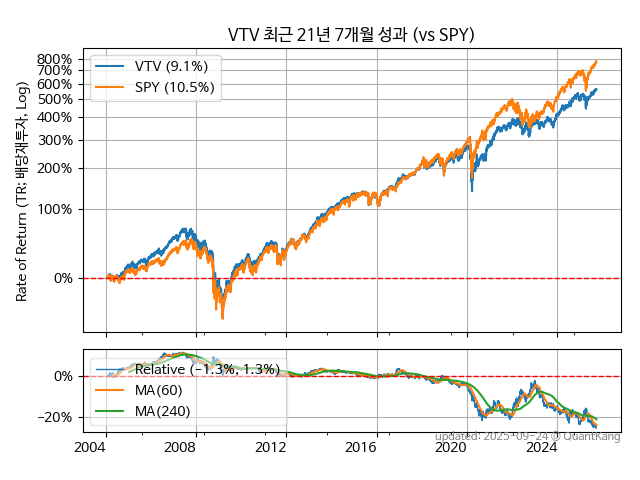 VTV 최근 21년 7개월 성과 (vs SPY)
Rate of Return (TR: 배당재투자, Log)
800%
700%
600%
500%
400%
300%
200%
100%
0%
VTV (9.1%)
SPY (10.5%)
0%
−20%
Relative (−1.3%, 1.3%)
MA(60)
MA(240)
2004
2008
2012
2016
2020
2024
updated: 2025-09-24 © QuantKang